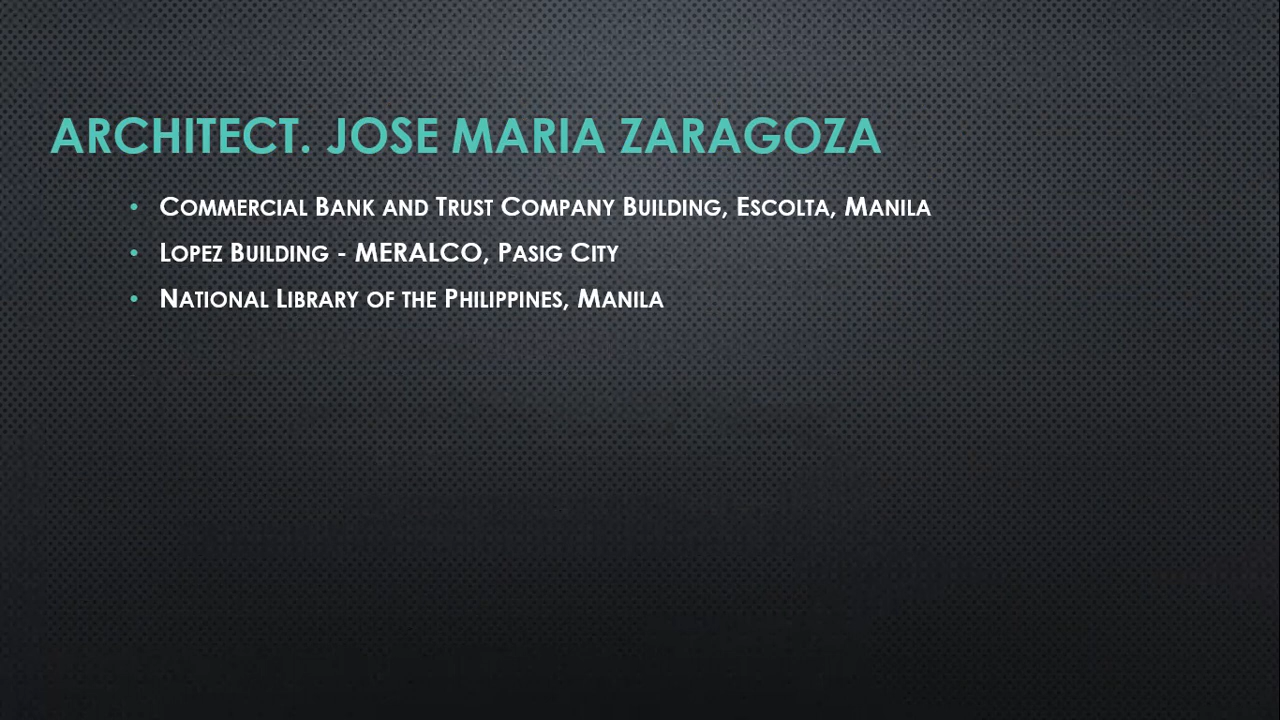 ARCHITECT. JOSE MARIA ZARAGOZA
• Commercial Bank and Trust Company Building, Escolta, Manila
• Lopez Building - MERALCO, Pasig City
• National Library of the Philippines, Manila